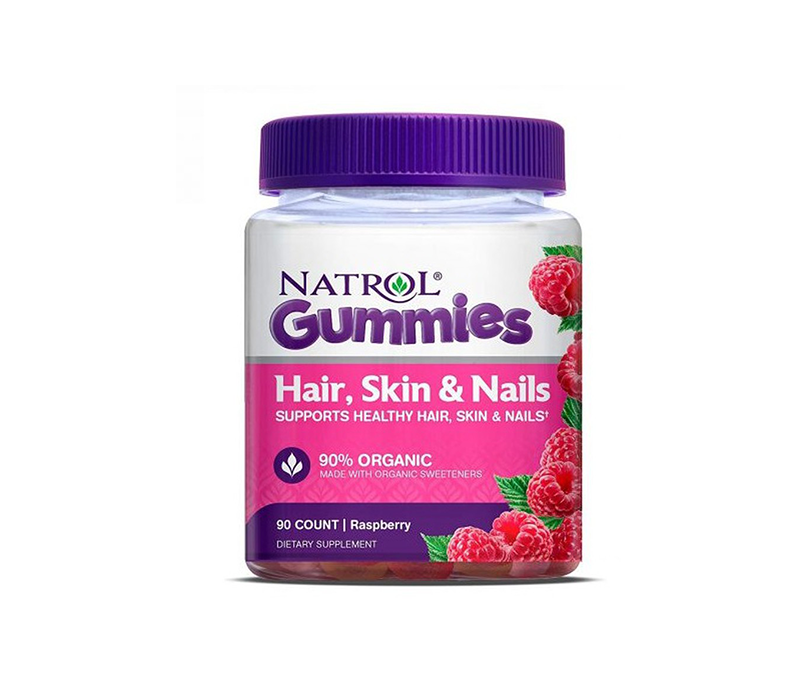 NATROL®
Gummies
Hair, Skin & Nails
SUPPORTS HEALTHY HAIR, SKIN & NAILS†
90% ORGANIC
MADE WITH ORGANIC SWEETENERS
90 COUNT | Raspberry
DIETARY SUPPLEMENT